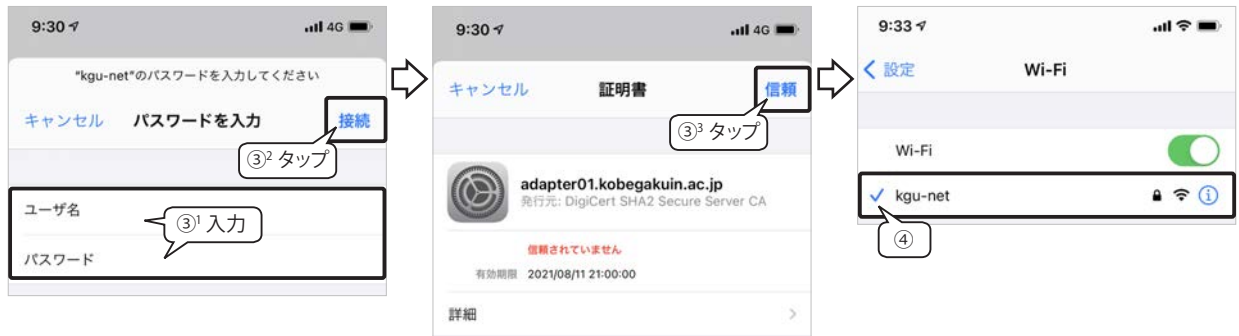 9:30
4G
"kgu-net"のパスワードを入力してください
キャンセル パスワードを入力 接続
③² タップ
ユーザ名
③¹ 入力
パスワード
9:30
4G
キャンセル 証明書 信頼
③³ タップ
adapter01.kobegakuin.ac.jp
発行元: DigiCert SHA2 Secure Server CA
信頼されていません
有効期限 2021/08/11 21:00:00
詳細
9:33
設定 Wi-Fi
Wi-Fi
kgu-net
④